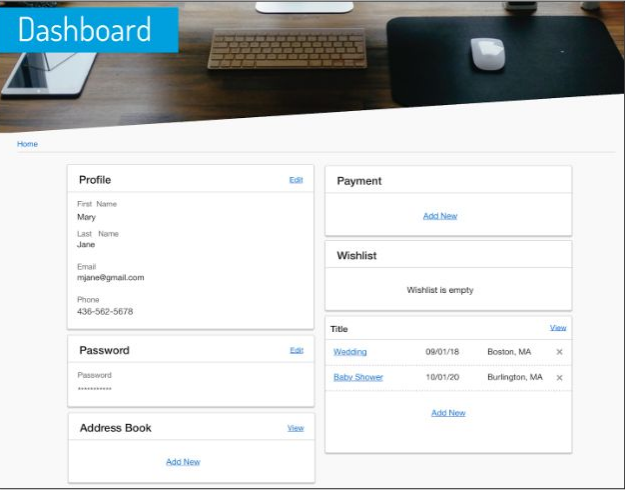 Dashboard
Home
Profile Edit
First Name
Mary
Last Name
Jane
Email
mjane@gmail.com
Phone
436-562-5678
Password Edit
Password
***********
Address Book View
Add New
Payment
Add New
Wishlist
Wishlist is empty
Title View
Wedding 09/01/18 Boston, MA ×
Baby Shower 10/01/20 Burlington, MA ×
Add New